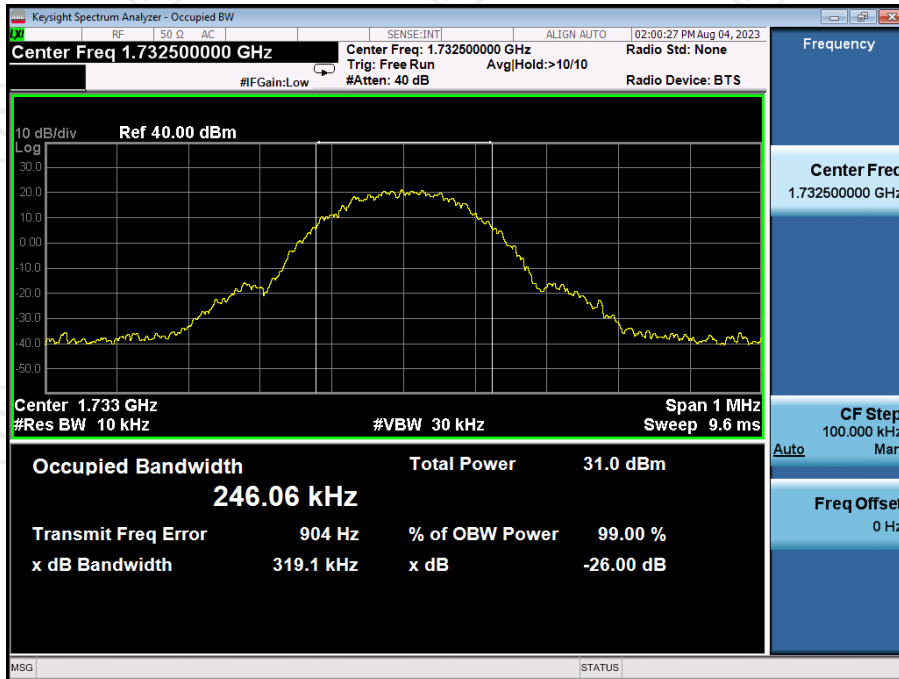 Keysight Spectrum Analyzer - Occupied BW
LXI RF 50 Ω AC SENSE:INT ALIGN AUTO 02:00:27 PM Aug 04, 2023
Center Freq 1.732500000 GHz
Center Freq: 1.732500000 GHz Radio Std: None
Trig: Free Run Avg|Hold:>10/10
#IFGain:Low #Atten: 40 dB Radio Device: BTS
10 dB/div Ref 40.00 dBm
Log
30.0
20.0
10.0
0.00
-10.0
-20.0
-30.0
-40.0
-50.0
Center 1.733 GHz Span 1 MHz
#Res BW 10 kHz #VBW 30 kHz Sweep 9.6 ms
Occupied Bandwidth Total Power 31.0 dBm
246.06 kHz
Transmit Freq Error 904 Hz % of OBW Power 99.00 %
x dB Bandwidth 319.1 kHz x dB -26.00 dB
MSG STATUS
Frequency
Center Freq
1.732500000 GHz
CF Step
100.000 kHz
Auto Man
Freq Offset
0 Hz